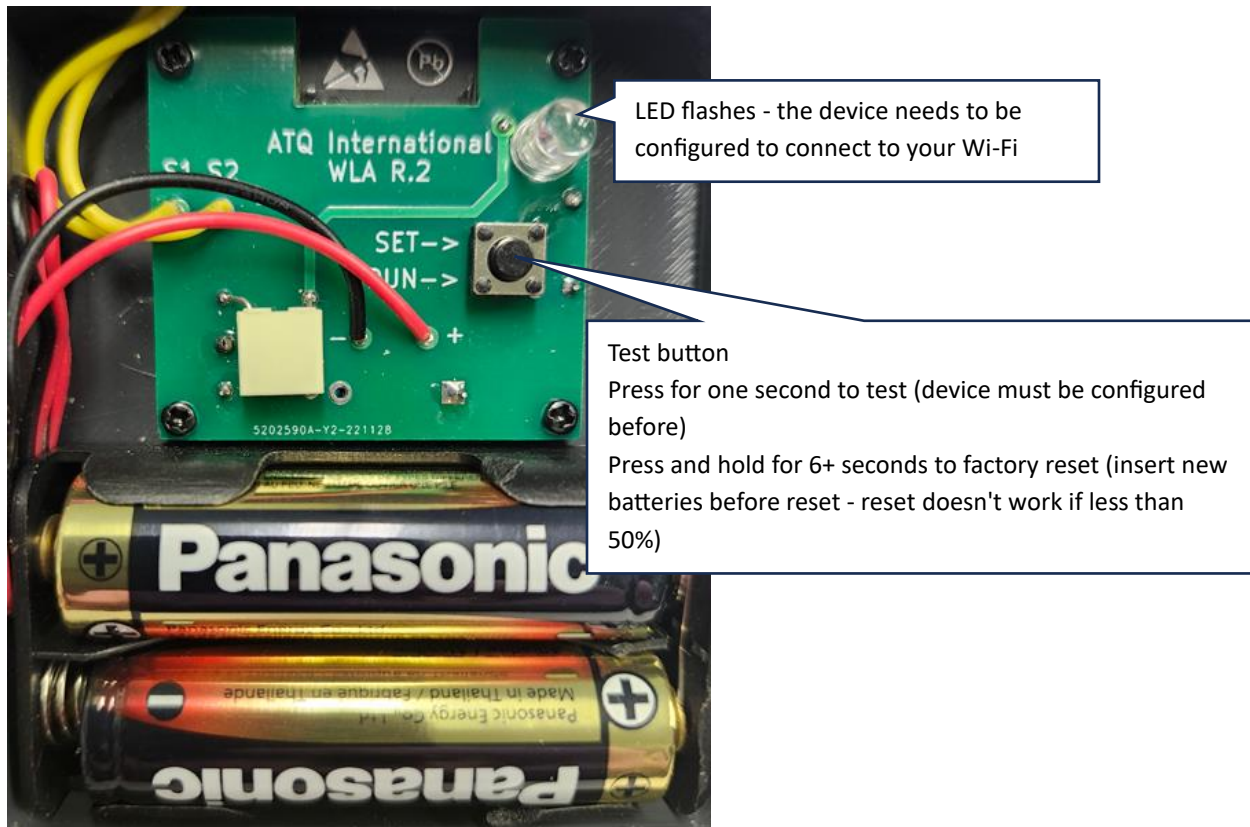 Pb
ATQ International
WLA R.2
S1 S2
SET->
UN->
-
+
5202590A-Y2-221128
LED flashes - the device needs to be
configured to connect to your Wi-Fi
Test button
Press for one second to test (device must be configured
before)
Press and hold for 6+ seconds to factory reset (insert new
batteries before reset - reset doesn't work if less than
50%)
+
Panasonic
+
-
+
Made in Thailand / Fabriqué en Thaïlande
Panasonic Energy Co., Ltd.
Panasonic
+